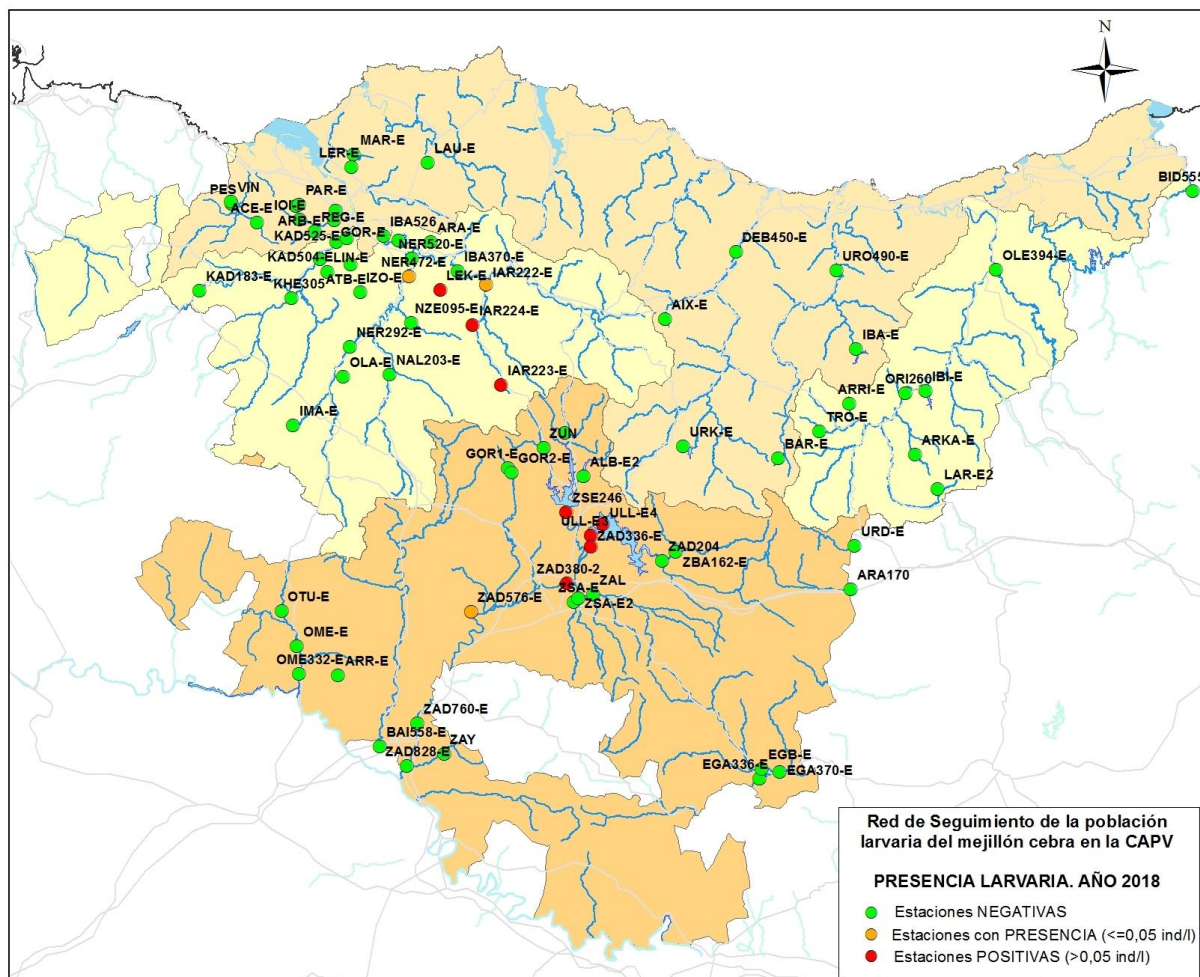 N
MAR-E
LER-E
LAU-E
BID555
PES
VIN
PAR-E
IOI-E
ACE-E
ARB-E
REG-E
IBA526
ARA-E
KAD525-E
GOR-E
NER520-E
DEB450-E
KAD504-E
LIN-E
NER472-E
IBA370-E
URO490-E
OLE394-E
KAD183-E
KHE305
ATB-E
IZO-E
LEK-E
IAR222-E
NZE095-E
IAR224-E
AIX-E
NER292-E
IBA-E
OLA-E
NAL203-E
IAR223-E
ORI260
IBI-E
ARRI-E
IMA-E
TRO-E
ZUN
URK-E
BAR-E
ARKA-E
GOR1-E
GOR2-E
ALB-E2
LAR-E2
ZSE246
ULL-E4
ULL-E3
ZAD336-E
URD-E
ZAD204
ZBA162-E
ZAD380-2
ZAL
ARA170
ZSA-E
ZSA-E2
OTU-E
ZAD576-E
OME-E
OME332-E
ARR-E
ZAD760-E
BAI558-E
ZAY
ZAD828-E
EGB-E
EGA336-E
EGA370-E
Red de Seguimiento de la población
larvaria del mejillón cebra en la CAPV
PRESENCIA LARVARIA. AÑO 2018
Estaciones NEGATIVAS
Estaciones con PRESENCIA (<=0,05 ind/l)
Estaciones POSITIVAS (>0,05 ind/l)